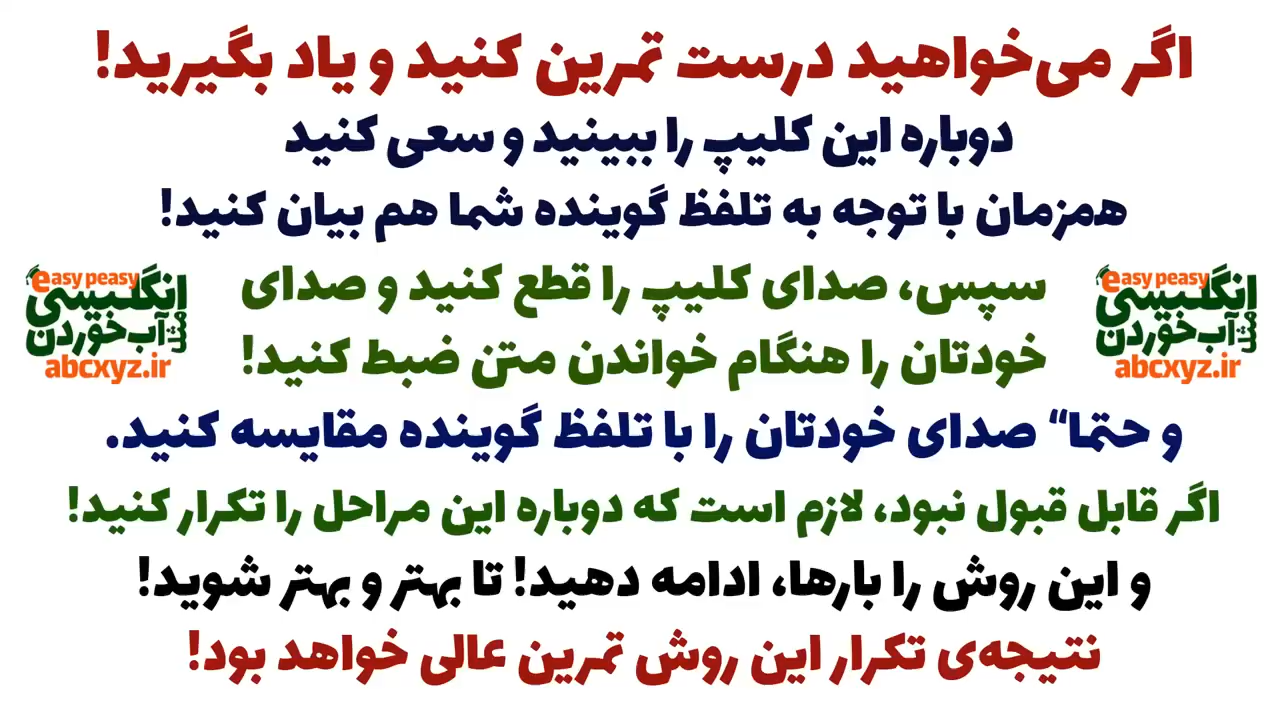 اگر می‌خواهید درست تمرین کنید و یاد بگیرید!
دوباره این کلیپ را ببینید و سعی کنید
همزمان با توجه به تلفظ گوینده شما هم بیان کنید!
سپس، صدای کلیپ را قطع کنید و صدای
خودتان را هنگام خواندن متن ضبط کنید!
easy peasy
انگلیسی
مثل آب‌خوردن
abcxyz.ir
easy peasy
انگلیسی
مثل آب‌خوردن
abcxyz.ir
و حتما“ صدای خودتان را با تلفظ گوینده مقایسه کنید.
اگر قابل قبول نبود، لازم است که دوباره این مراحل را تکرار کنید!
و این روش را بارها، ادامه دهید! تا بهتر و بهتر شوید!
نتیجه‌ی تکرار این روش تمرین عالی خواهد بود!